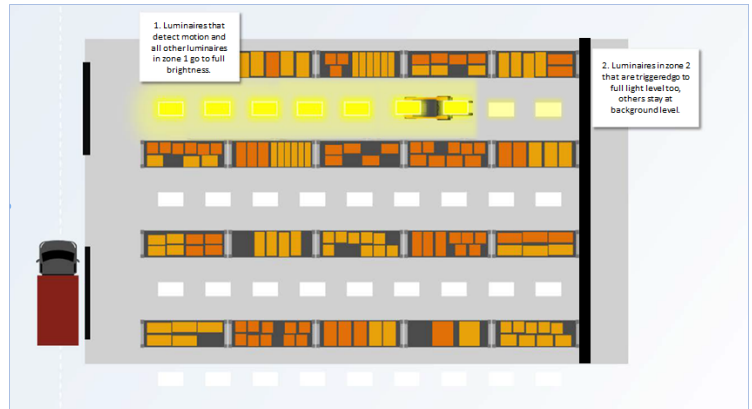 1. Luminaires that
detect motion and
all other luminaires
in zone 1 go to full
brightness.
2. Luminaires in zone 2
that are triggeredgo to
full light level too,
others stay at
background level.